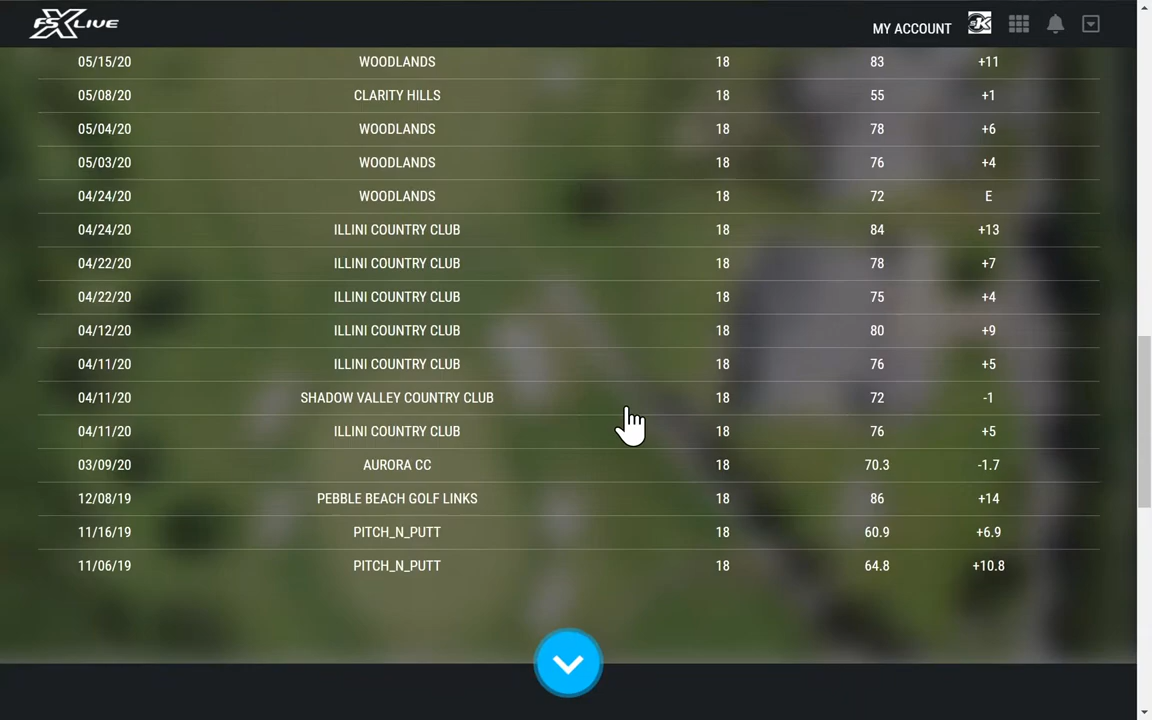 FSX LIVE
MY ACCOUNT
SK
05/15/20 WOODLANDS 18 83 +11
05/08/20 CLARITY HILLS 18 55 +1
05/04/20 WOODLANDS 18 78 +6
05/03/20 WOODLANDS 18 76 +4
04/24/20 WOODLANDS 18 72 E
04/24/20 ILLINI COUNTRY CLUB 18 84 +13
04/22/20 ILLINI COUNTRY CLUB 18 78 +7
04/22/20 ILLINI COUNTRY CLUB 18 75 +4
04/12/20 ILLINI COUNTRY CLUB 18 80 +9
04/11/20 ILLINI COUNTRY CLUB 18 76 +5
04/11/20 SHADOW VALLEY COUNTRY CLUB 18 72 -1
04/11/20 ILLINI COUNTRY CLUB 18 76 +5
03/09/20 AURORA CC 18 70.3 -1.7
12/08/19 PEBBLE BEACH GOLF LINKS 18 86 +14
11/16/19 PITCH_N_PUTT 18 60.9 +6.9
11/06/19 PITCH_N_PUTT 18 64.8 +10.8